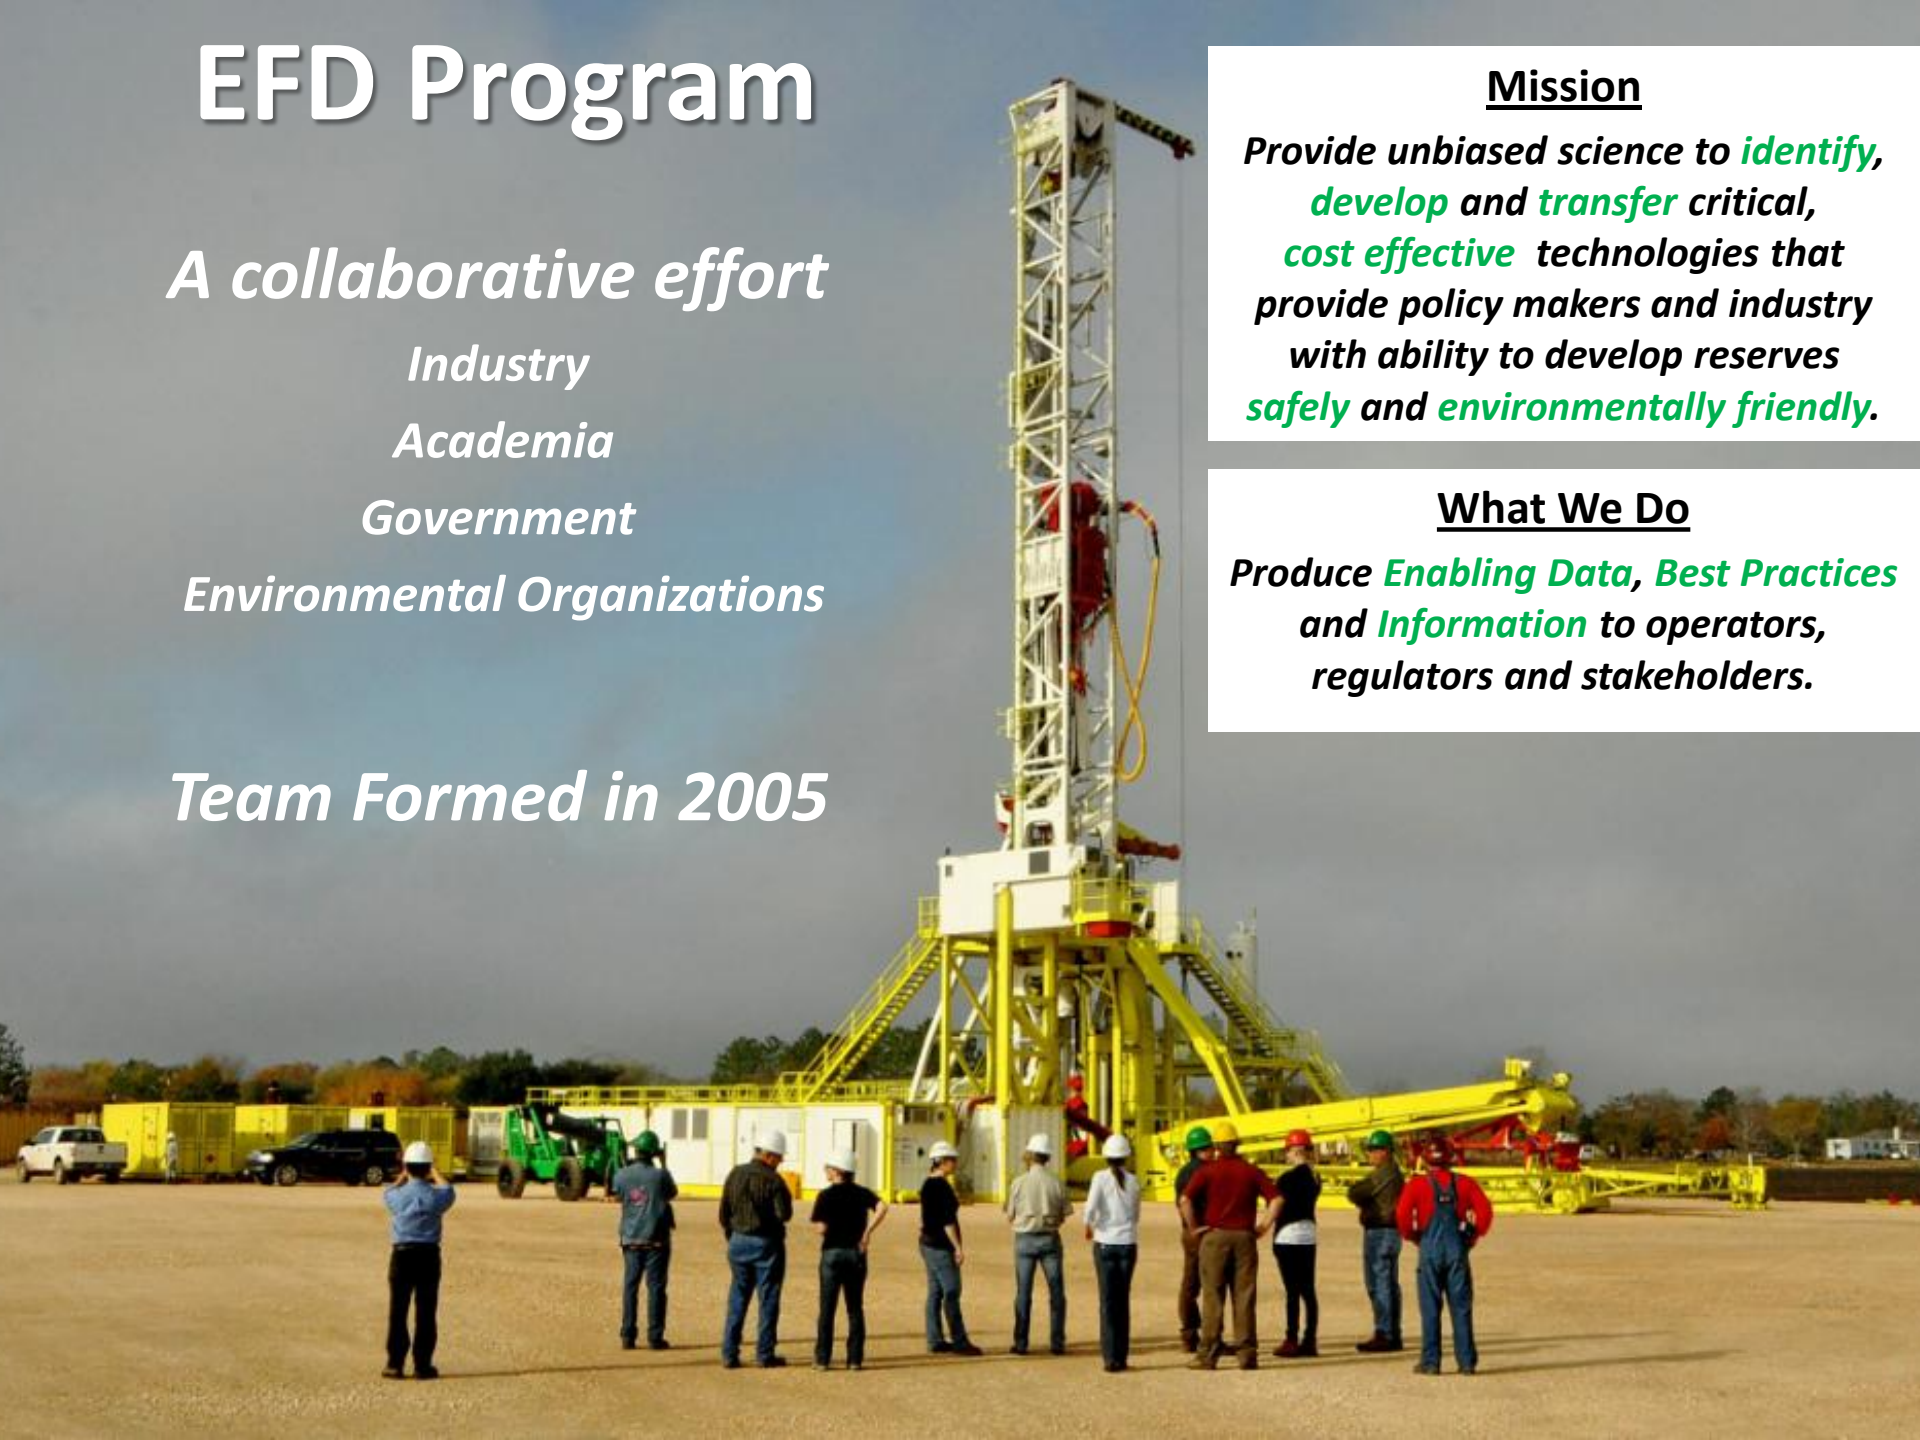 EFD Program
A collaborative effort
Industry
Academia
Government
Environmental Organizations
Team Formed in 2005
Mission
Provide unbiased science to identify,
develop and transfer critical,
cost effective technologies that
provide policy makers and industry
with ability to develop reserves
safely and environmentally friendly.
What We Do
Produce Enabling Data, Best Practices
and Information to operators,
regulators and stakeholders.